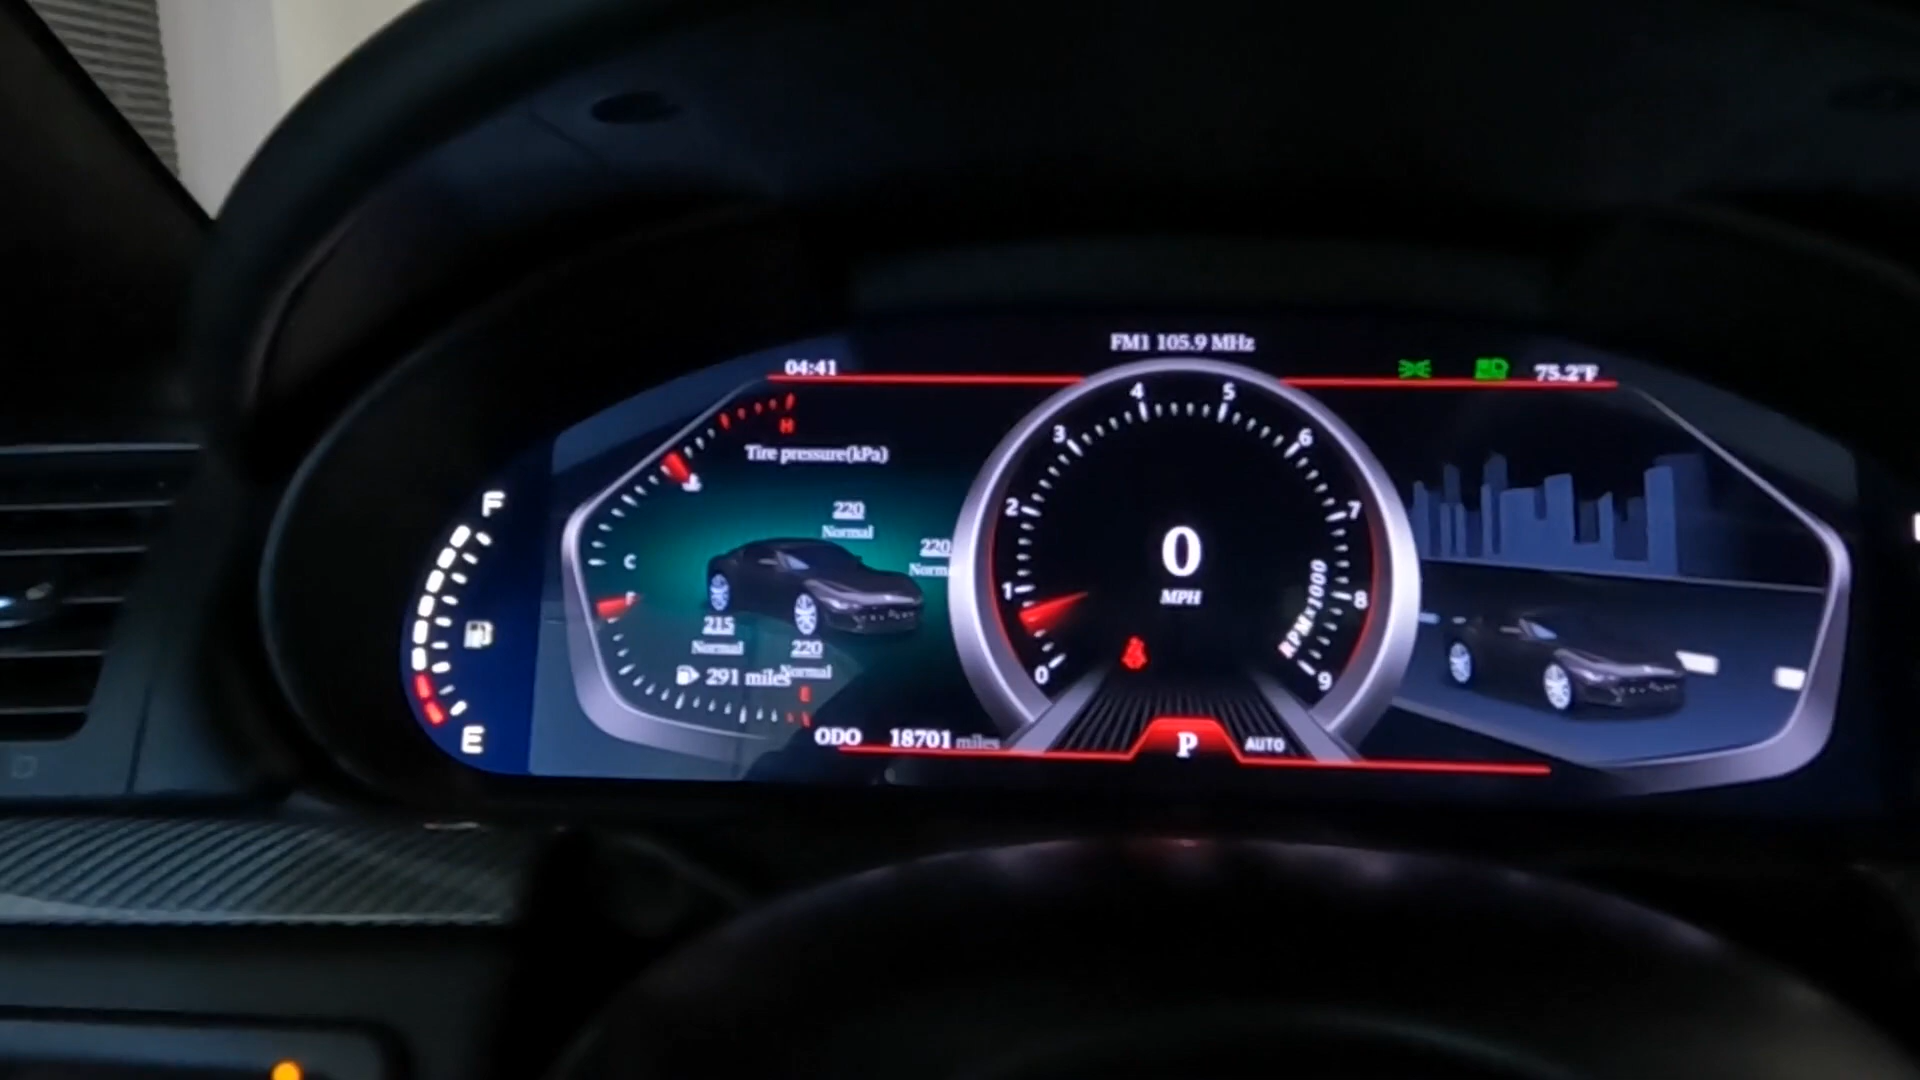 FM1 105.9 MHz
04:41
75.2°F
H
Tire pressure(kPa)
220
Normal
220
Norm
C
F
215
Normal
220
Normal
291 miles
E
F
E
ODO 18701 miles
0
1
2
3
4
5
6
7
8
9
RPM×1000
0
MPH
P
AUTO